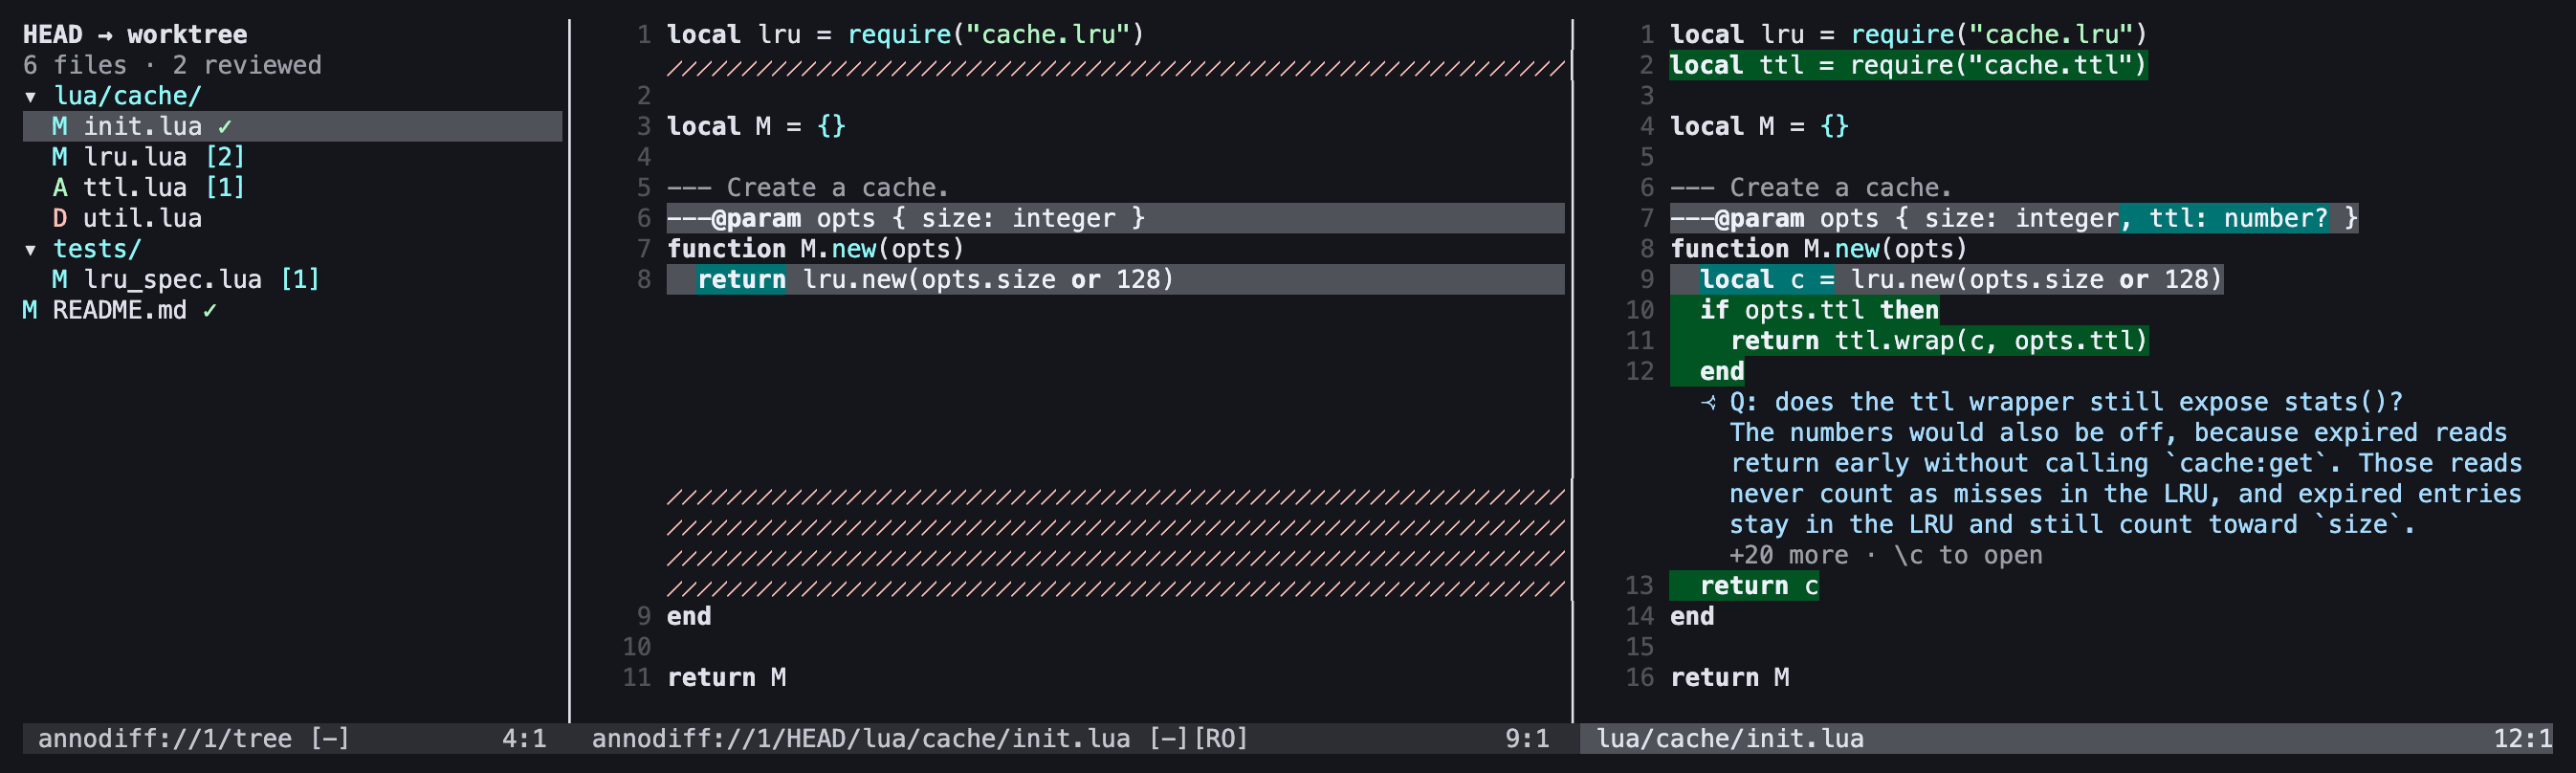 HEAD → worktree
6 files · 2 reviewed
▾ lua/cache/
M init.lua ✓
M lru.lua [2]
A ttl.lua [1]
D util.lua
▾ tests/
M lru_spec.lua [1]
M README.md ✓
annodiff://1/tree [-] 4:1
1 local lru = require("cache.lru")
2
3 local M = {}
4
5 --- Create a cache.
6 ---@param opts { size: integer }
7 function M.new(opts)
8   return lru.new(opts.size or 128)
9 end
10
11 return M
annodiff://1/HEAD/lua/cache/init.lua [-][RO] 9:1
1 local lru = require("cache.lru")
2 local ttl = require("cache.ttl")
3
4 local M = {}
5
6 --- Create a cache.
7 ---@param opts { size: integer, ttl: number? }
8 function M.new(opts)
9   local c = lru.new(opts.size or 128)
10   if opts.ttl then
11     return ttl.wrap(c, opts.ttl)
12   end
Q: does the ttl wrapper still expose stats()?
The numbers would also be off, because expired reads
return early without calling `cache:get`. Those reads
never count as misses in the LRU, and expired entries
stay in the LRU and still count toward `size`.
+20 more · \c to open
13   return c
14 end
15
16 return M
lua/cache/init.lua 12:1